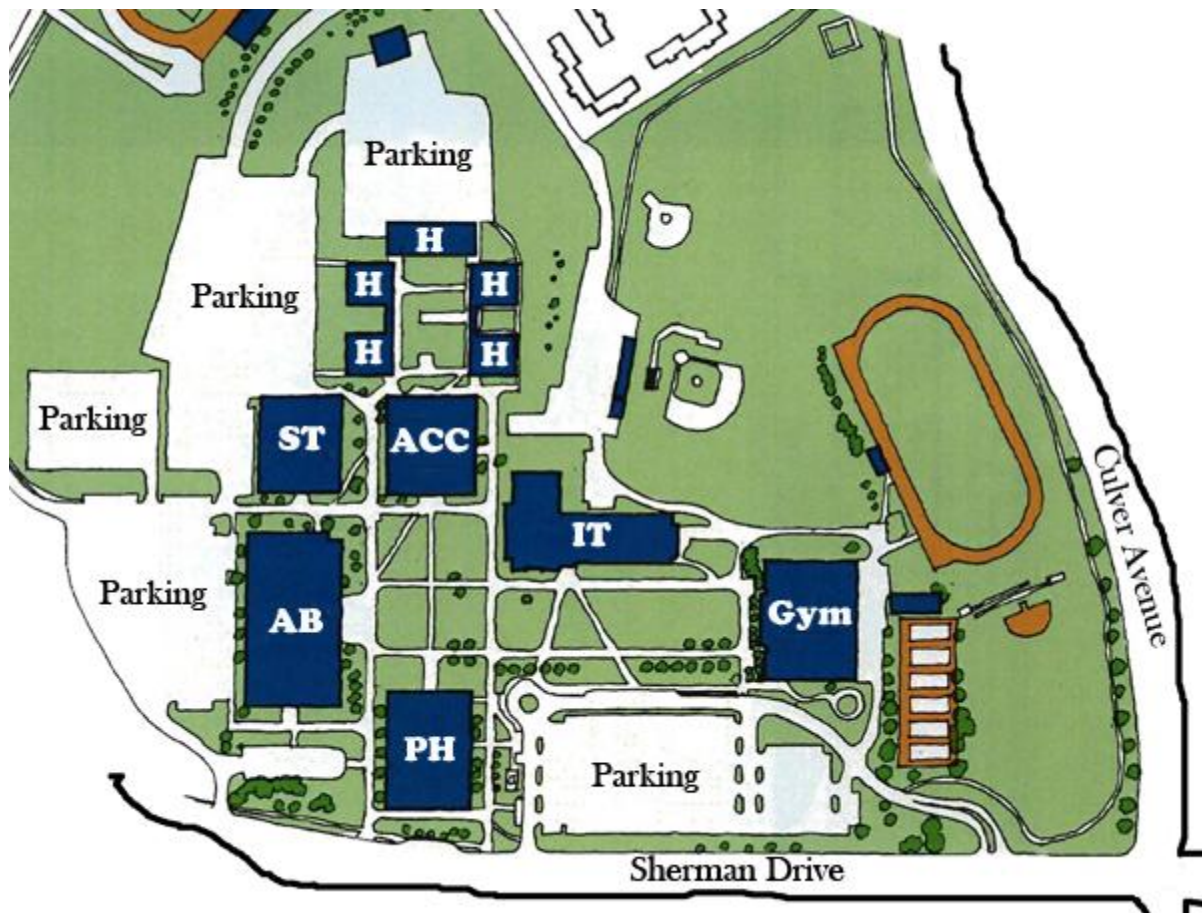 Parking
H
Parking
H
H
H
H
Parking
ST
ACC
IT
Culver Avenue
Parking
AB
Gym
PH
Parking
Sherman Drive